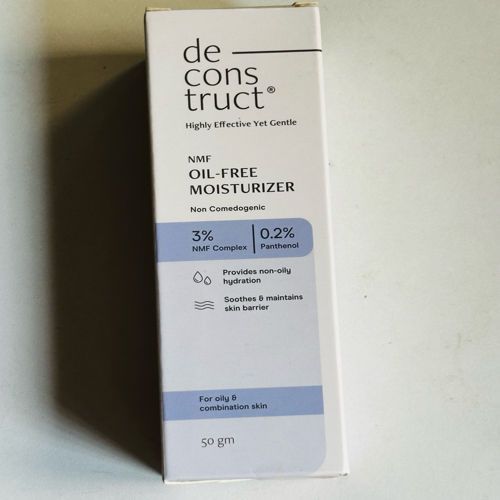 de
cons
truct®
Highly Effective Yet Gentle
NMF
OIL-FREE
MOISTURIZER
Non Comedogenic
3%
NMF Complex
0.2%
Panthenol
Provides non-oily
hydration
Soothes & maintains
skin barrier
For oily &
combination skin
50 gm